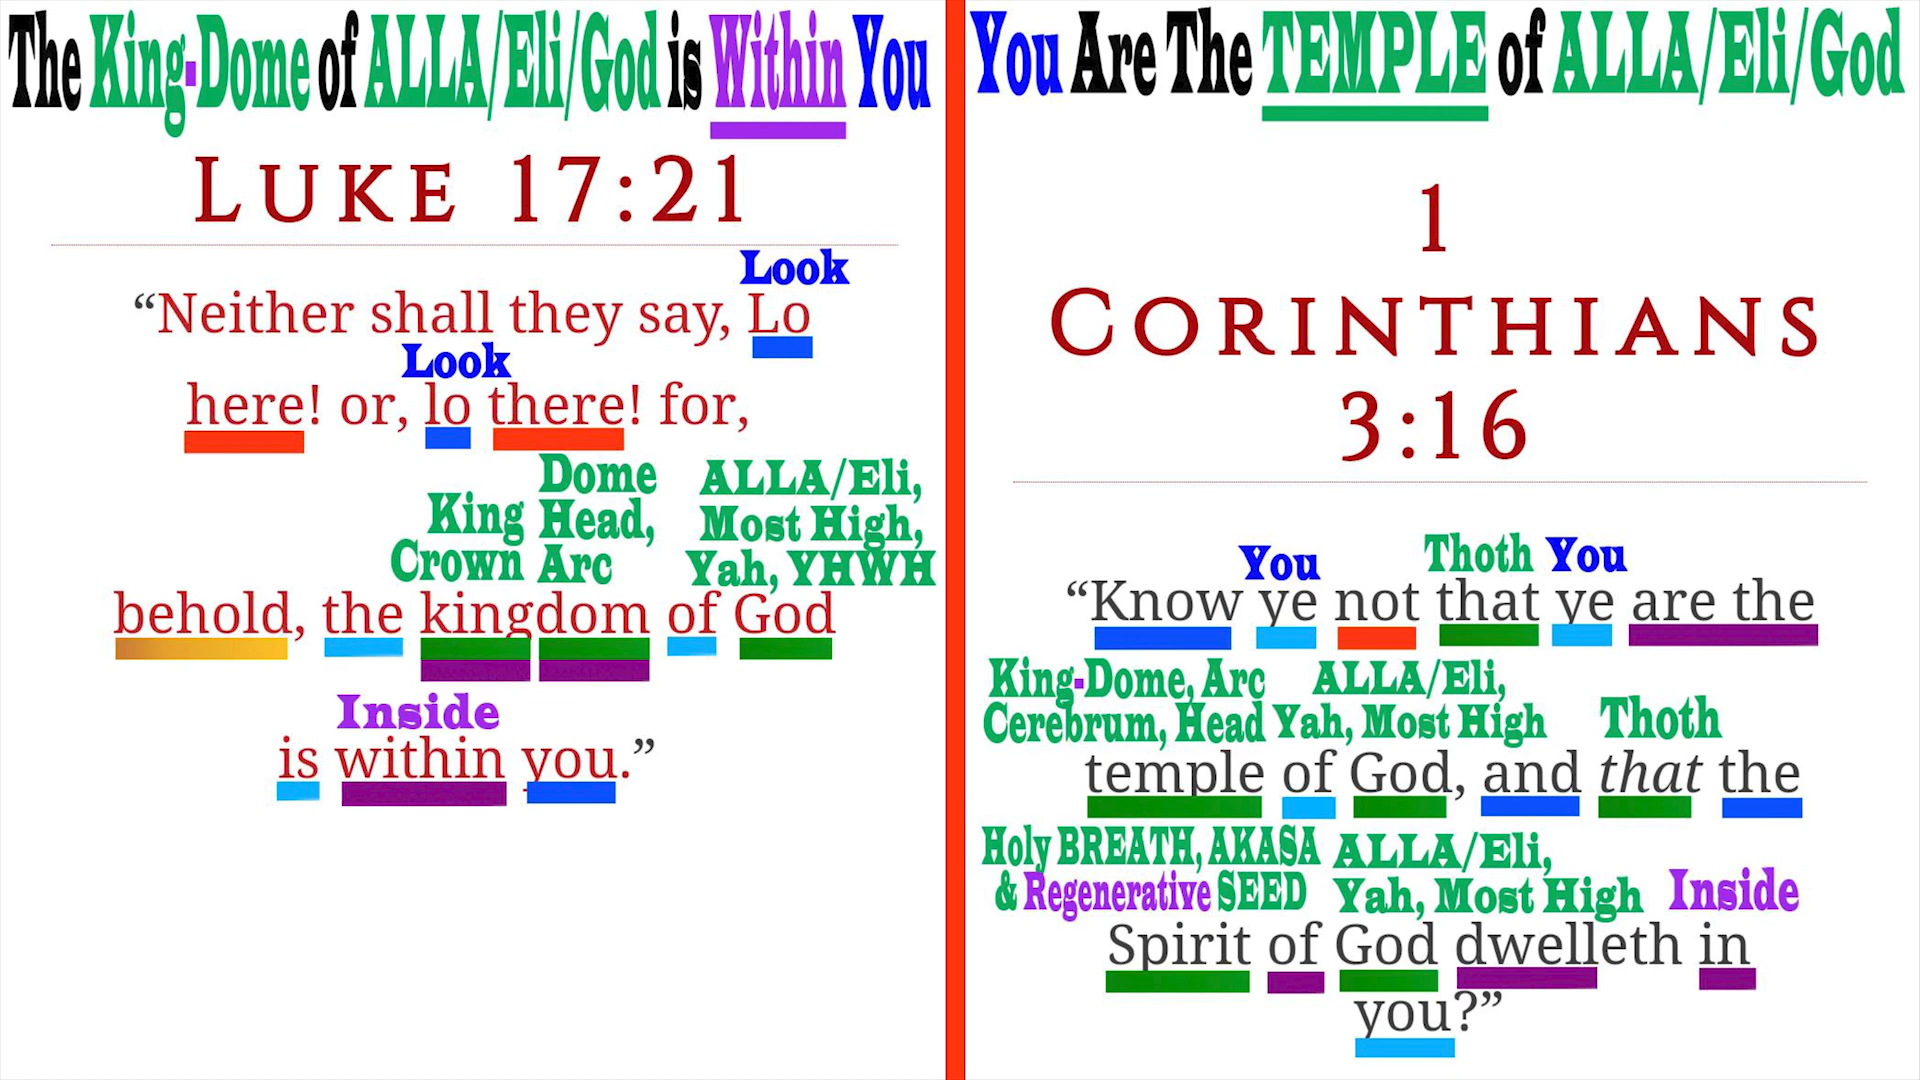 The King-Dome of ALLA/Eli/God is Within You
LUKE 17:21
Look
“Neither shall they say, Lo
Look
here! or, lo there! for,
Dome ALLA/Eli,
King Head, Most High,
Crown Arc Yah, YHWH
behold, the kingdom of God
Inside
is within you.”
You Are The TEMPLE of ALLA/Eli/God
1
CORINTHIANS
3:16
You Thoth You
“Know ye not that ye are the
King-Dome, Arc ALLA/Eli,
Cerebrum, Head Yah, Most High Thoth
temple of God, and that the
Holy BREATH, AKASA ALLA/Eli,
& Regenerative SEED Yah, Most High Inside
Spirit of God dwelleth in
you?”